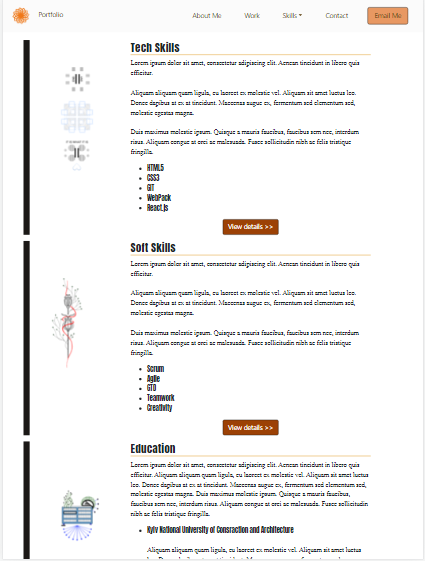 Portfolio
About Me
Work
Skills
Contact
Email Me
Tech Skills
Lorem ipsum dolor sit amet, consectetur adipiscing elit. Aenean tincidunt in libero quis
efficitur.
Aliquam aliquam quam ligula, eu laoreet ex molestie vel. Aliquam sit amet luctus leo.
Donec dapibus at ex at tincidunt. Maecenas augue ex, fermentum sed elementum sed,
molestie egestas magna.
Duis maximus molestie ipsum. Quisque a mauris faucibus, faucibus sem nec, interdum
risus. Aliquam congue at orci ac malesuada. Fusce sollicitudin nibh ac felis tristique
fringilla.
HTML5
CSS3
GIT
WebPack
React.js
View details >>
Soft Skills
Lorem ipsum dolor sit amet, consectetur adipiscing elit. Aenean tincidunt in libero quis
efficitur.
Aliquam aliquam quam ligula, eu laoreet ex molestie vel. Aliquam sit amet luctus leo.
Donec dapibus at ex at tincidunt. Maecenas augue ex, fermentum sed elementum sed,
molestie egestas magna.
Duis maximus molestie ipsum. Quisque a mauris faucibus, faucibus sem nec, interdum
risus. Aliquam congue at orci ac malesuada. Fusce sollicitudin nibh ac felis tristique
fringilla.
Scrum
Agile
GTD
Teamwork
Creativity
View details >>
Education
Lorem ipsum dolor sit amet, consectetur adipiscing elit. Aenean tincidunt in libero quis
efficitur. Aliquam aliquam quam ligula, eu laoreet ex molestie vel. Aliquam sit amet
luctus leo. Donec dapibus at ex at tincidunt. Maecenas augue ex, fermentum sed
elementum sed, molestie egestas magna. Duis maximus molestie ipsum. Quisque a mauris faucibus,
faucibus sem nec, interdum risus. Aliquam congue at orci ac malesuada. Fusce sollicitudin
nibh ac felis tristique fringilla.
Kyiv National University of Consraction and Architecture
Aliquam aliquam quam ligula, eu laoreet ex molestie vel. Aliquam sit amet luctus